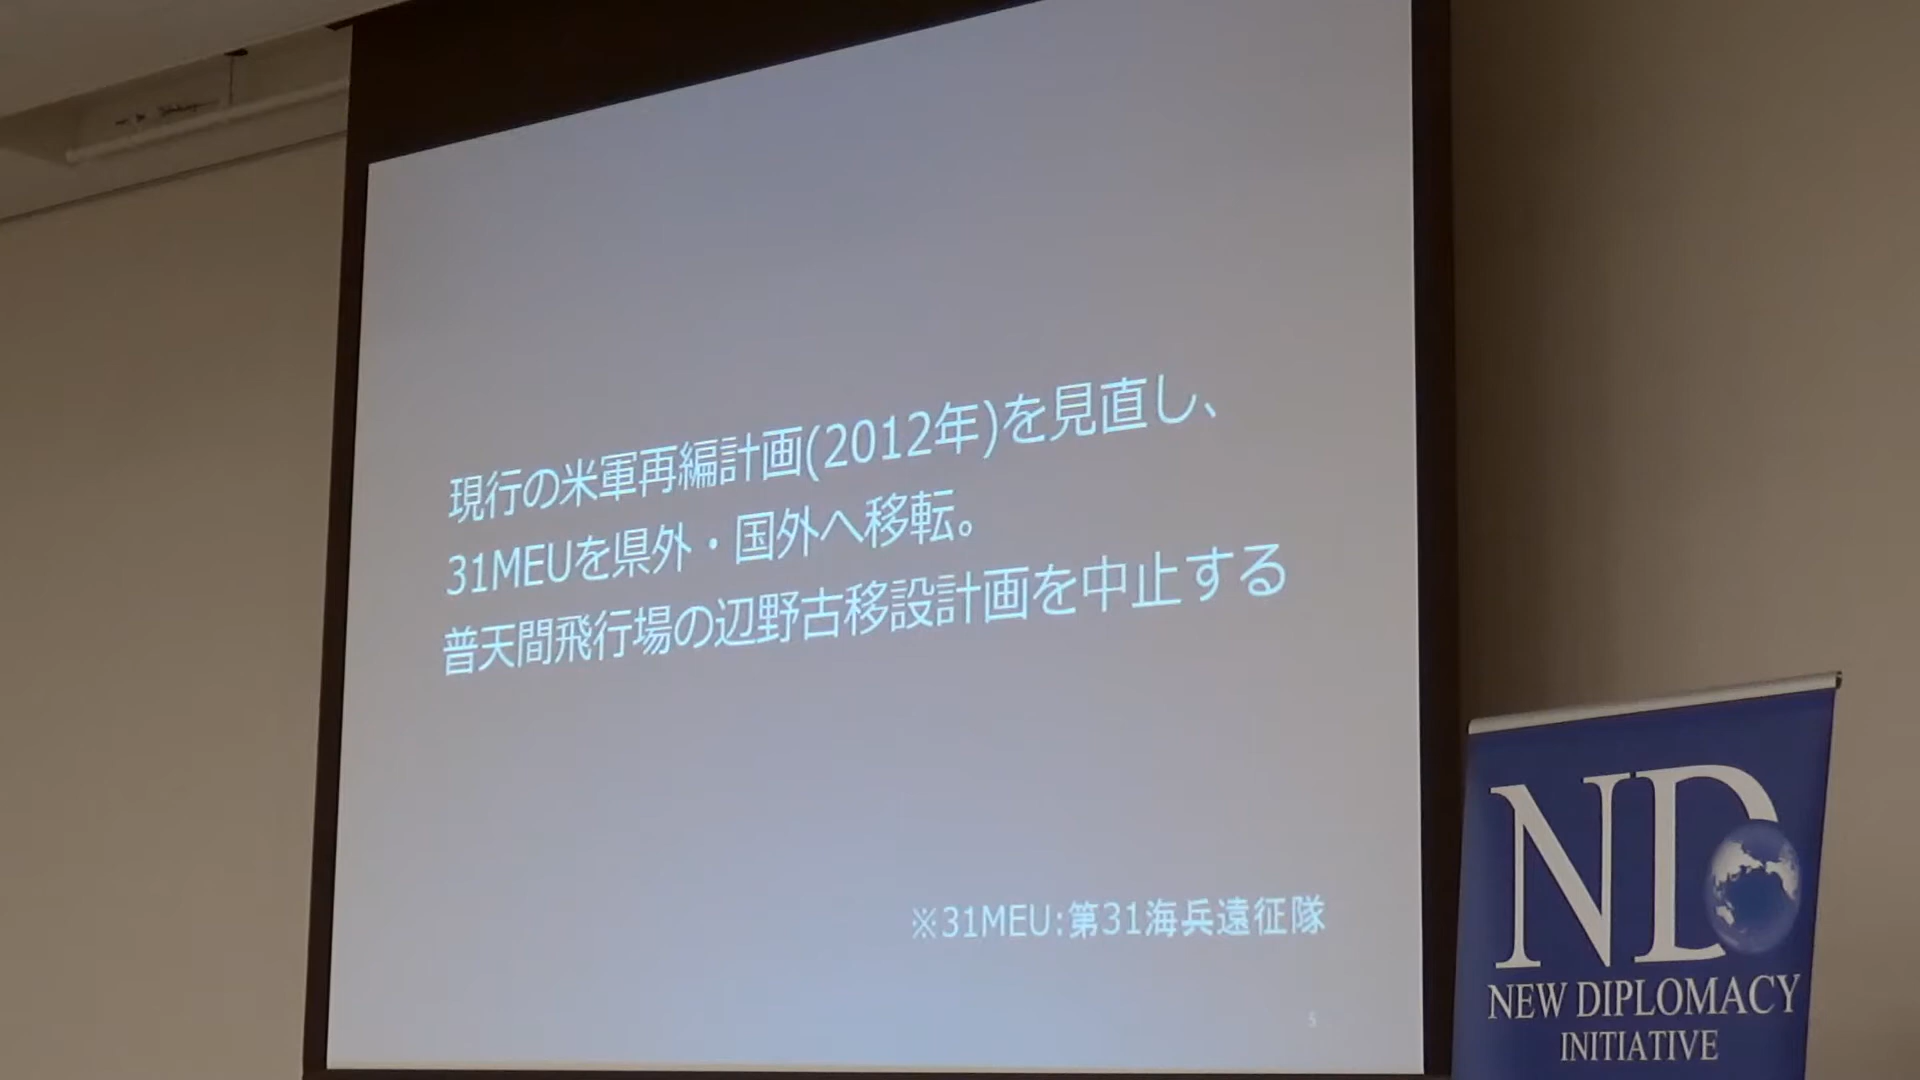 現行の米軍再編計画(2012年)を見直し、
31MEUを県外・国外へ移転。
普天間飛行場の辺野古移設計画を中止する
※31MEU:第31海兵遠征隊
5
ND
NEW DIPLOMACY
INITIATIVE